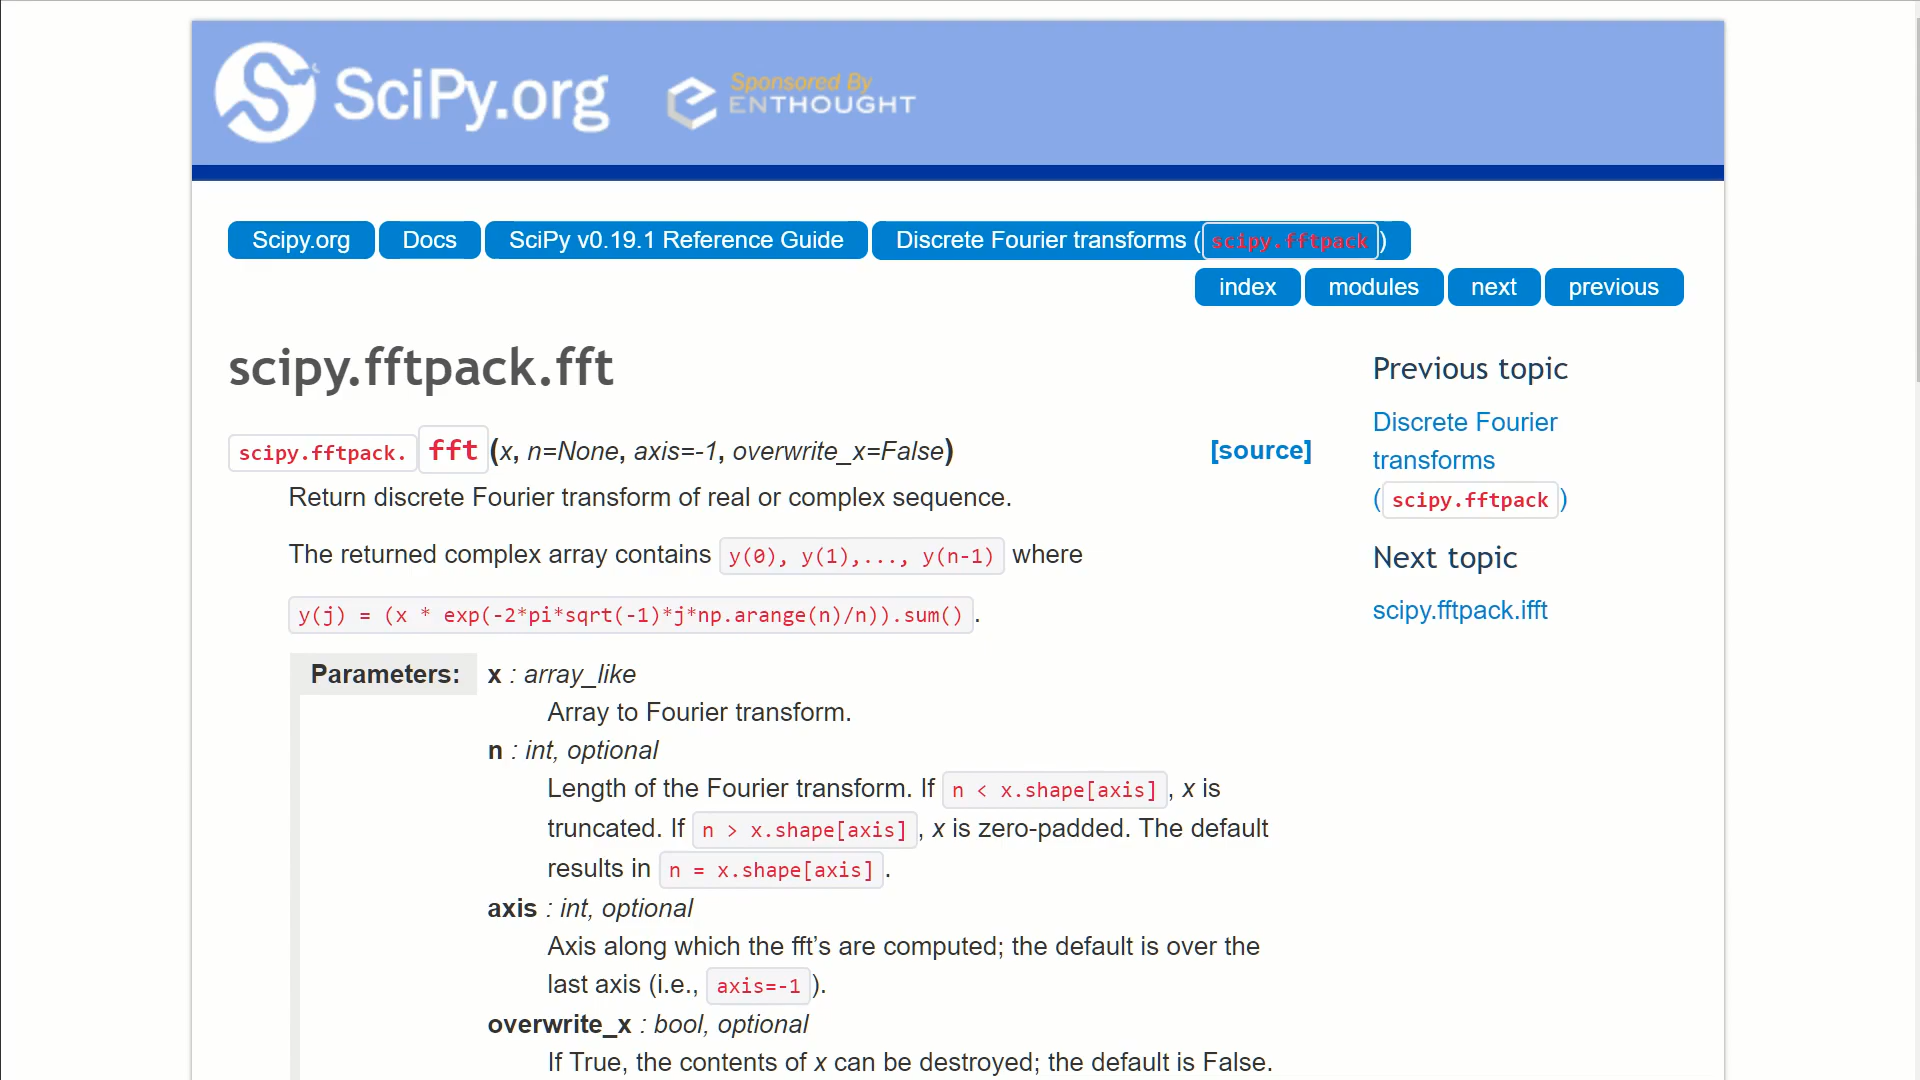 SciPy.org
Sponsored By
ENTHOUGHT
Scipy.org Docs SciPy v0.19.1 Reference Guide Discrete Fourier transforms (scipy.fftpack)
index modules next previous
scipy.fftpack.fft
scipy.fftpack.fft(x, n=None, axis=-1, overwrite_x=False) [source]
Return discrete Fourier transform of real or complex sequence.
The returned complex array contains y(0), y(1),..., y(n-1) where
y(j) = (x * exp(-2*pi*sqrt(-1)*j*np.arange(n)/n)).sum().
Parameters: x : array_like
Array to Fourier transform.
n : int, optional
Length of the Fourier transform. If n < x.shape[axis], x is
truncated. If n > x.shape[axis], x is zero-padded. The default
results in n = x.shape[axis].
axis : int, optional
Axis along which the fft’s are computed; the default is over the
last axis (i.e., axis=-1).
overwrite_x : bool, optional
If True, the contents of x can be destroyed; the default is False.
Previous topic
Discrete Fourier
transforms
(scipy.fftpack)
Next topic
scipy.fftpack.ifft